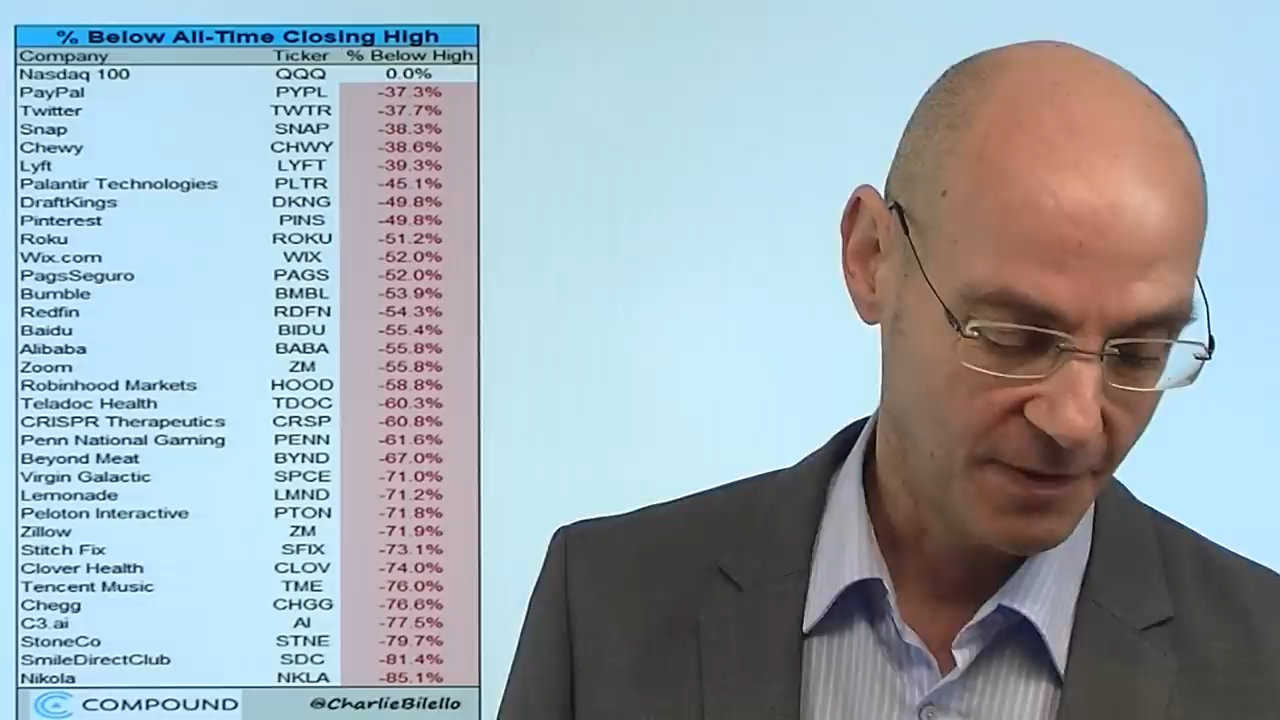 % Below All-Time Closing High
Company Ticker % Below High
Nasdaq 100 QQQ 0.0%
PayPal PYPL -37.3%
Twitter TWTR -37.7%
Snap SNAP -38.3%
Chewy CHWY -38.6%
Lyft LYFT -39.3%
Palantir Technologies PLTR -45.1%
DraftKings DKNG -49.8%
Pinterest PINS -49.8%
Roku ROKU -51.2%
Wix.com WIX -52.0%
PagsSeguro PAGS -52.0%
Bumble BMBL -53.9%
Redfin RDFN -54.3%
Baidu BIDU -55.4%
Alibaba BABA -55.8%
Zoom ZM -55.8%
Robinhood Markets HOOD -58.8%
Teladoc Health TDOC -60.3%
CRISPR Therapeutics CRSP -60.8%
Penn National Gaming PENN -61.6%
Beyond Meat BYND -67.0%
Virgin Galactic SPCE -71.0%
Lemonade LMND -71.2%
Peloton Interactive PTON -71.8%
Zillow ZM -71.9%
Stitch Fix SFIX -73.1%
Clover Health CLOV -74.0%
Tencent Music TME -76.0%
Chegg CHGG -76.6%
C3.ai AI -77.5%
StoneCo STNE -79.7%
SmileDirectClub SDC -81.4%
Nikola NKLA -85.1%
COMPOUND @CharlieBilello